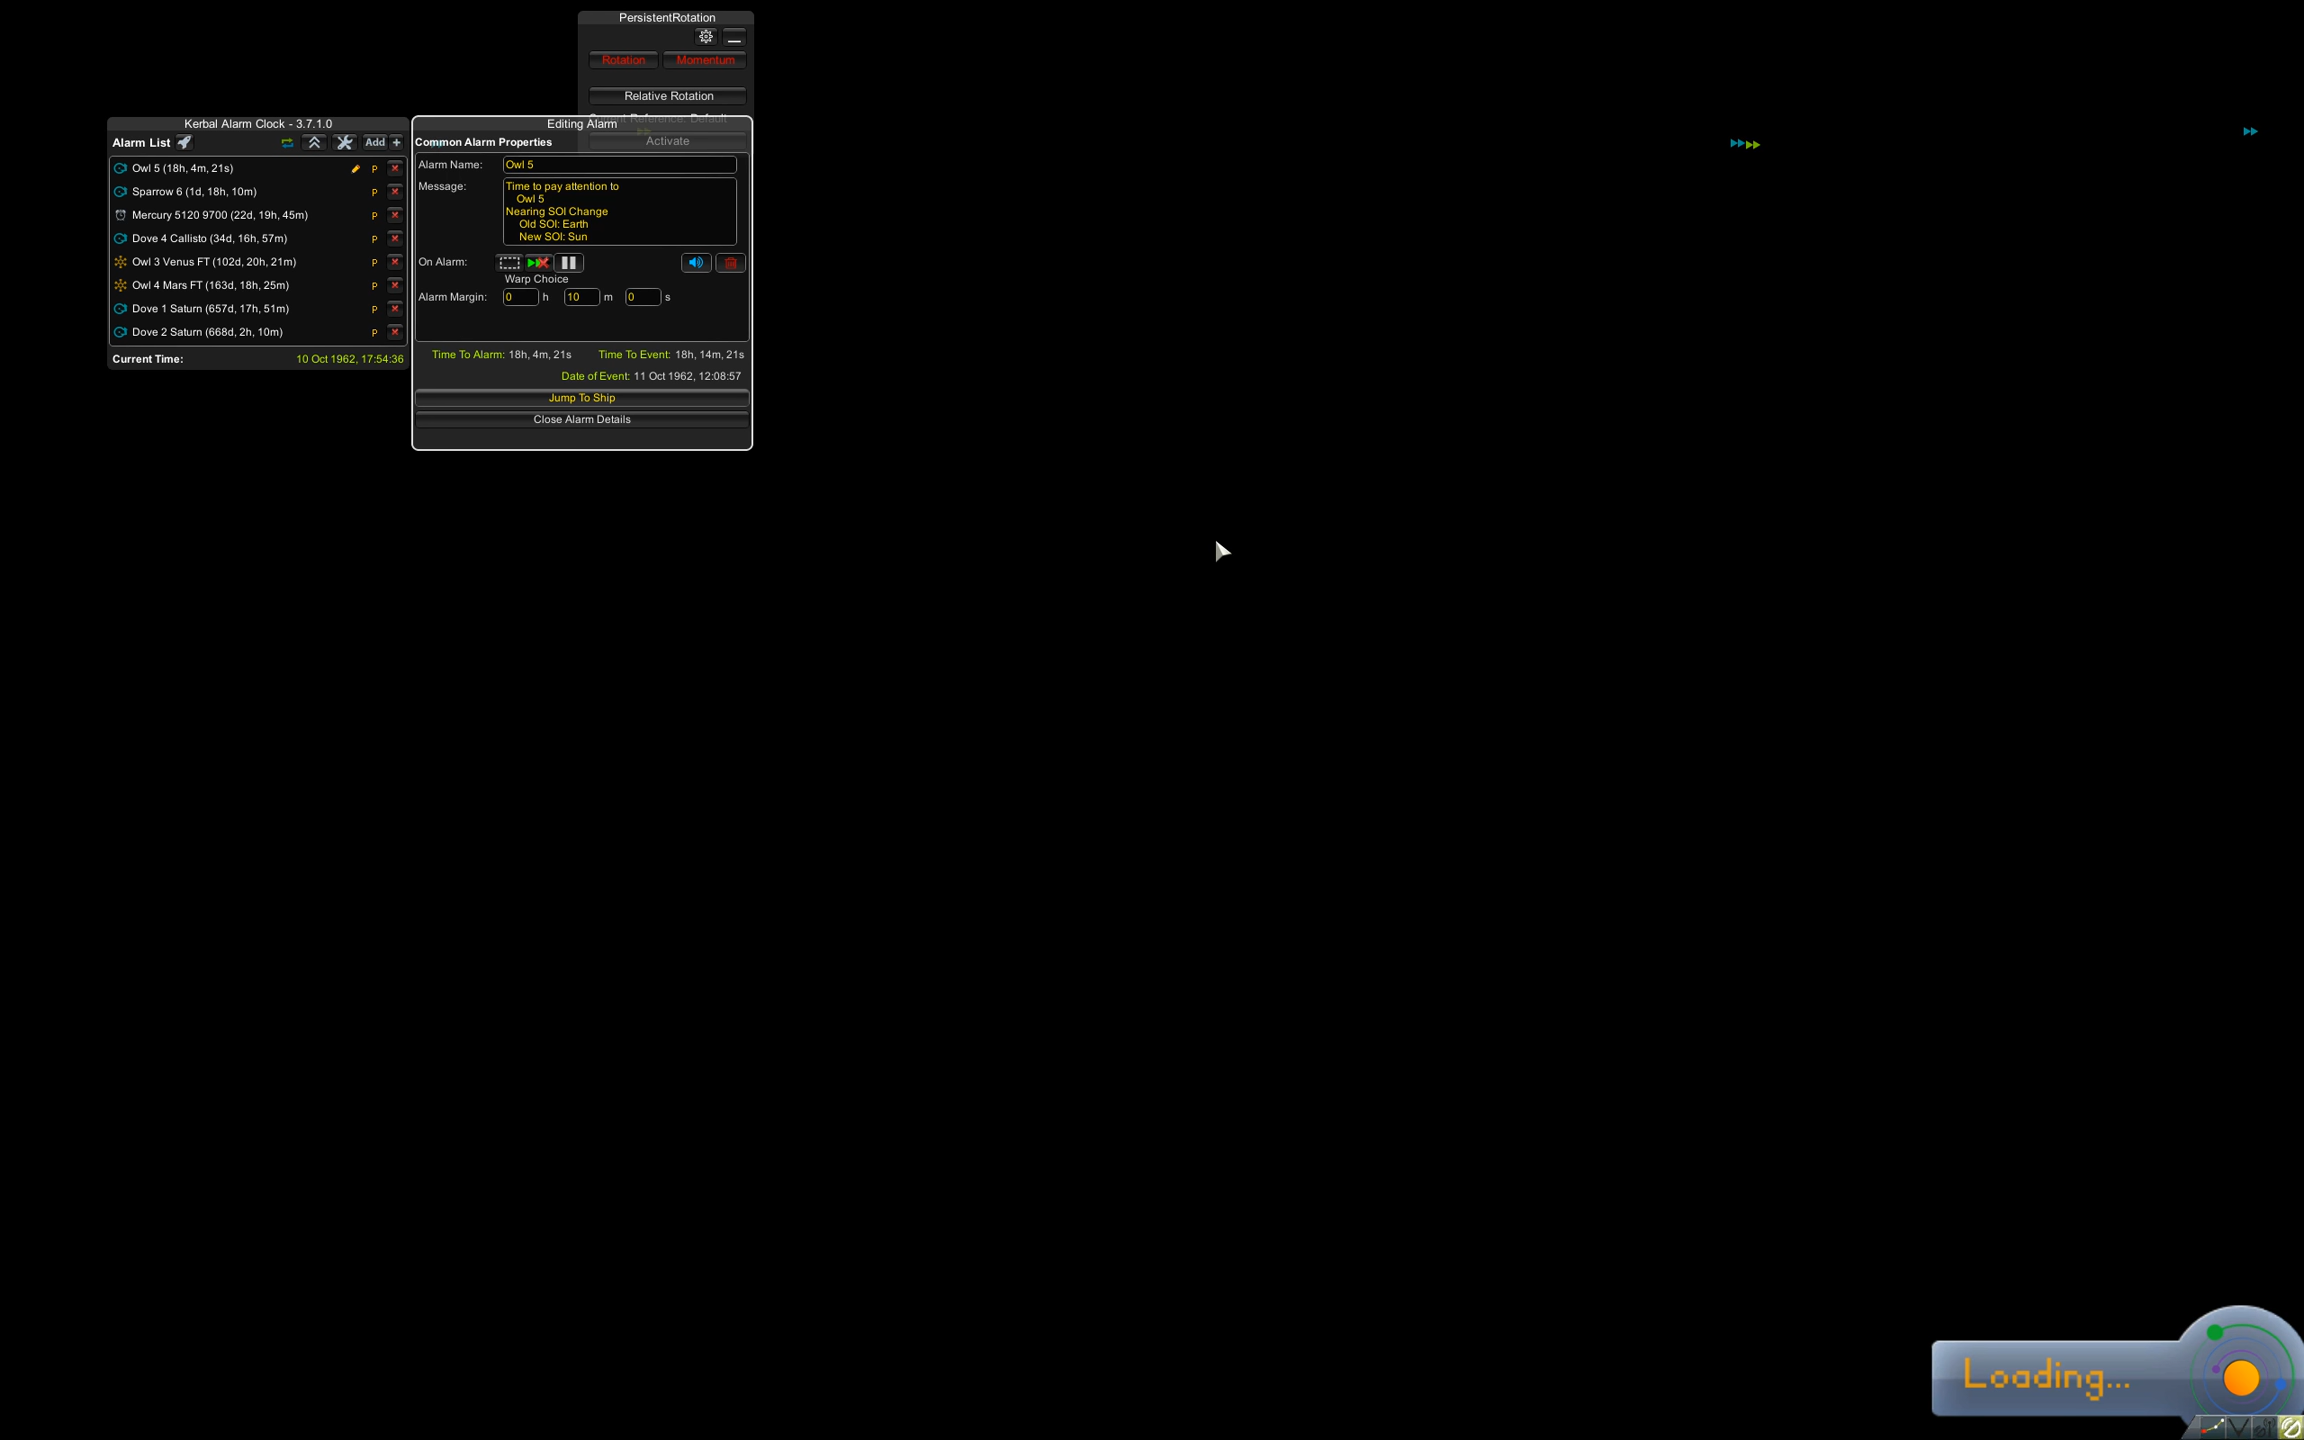 PersistentRotation
Rotation Momentum
Relative Rotation
Current Reference: Default
Activate
Kerbal Alarm Clock - 3.7.1.0
Alarm List Add +
Owl 5 (18h, 4m, 21s) P
Sparrow 6 (1d, 18h, 10m) P
Mercury 5120 9700 (22d, 19h, 45m) P
Dove 4 Callisto (34d, 16h, 57m) P
Owl 3 Venus FT (102d, 20h, 21m) P
Owl 4 Mars FT (163d, 18h, 25m) P
Dove 1 Saturn (657d, 17h, 51m) P
Dove 2 Saturn (668d, 2h, 10m) P
Current Time: 10 Oct 1962, 17:54:36
Editing Alarm
Common Alarm Properties
Alarm Name: Owl 5
Message: Time to pay attention to
Owl 5
Nearing SOI Change
Old SOI: Earth
New SOI: Sun
On Alarm:
Warp Choice
Alarm Margin: 0 h 10 m 0 s
Time To Alarm: 18h, 4m, 21s Time To Event: 18h, 14m, 21s
Date of Event: 11 Oct 1962, 12:08:57
Jump To Ship
Close Alarm Details
Loading...